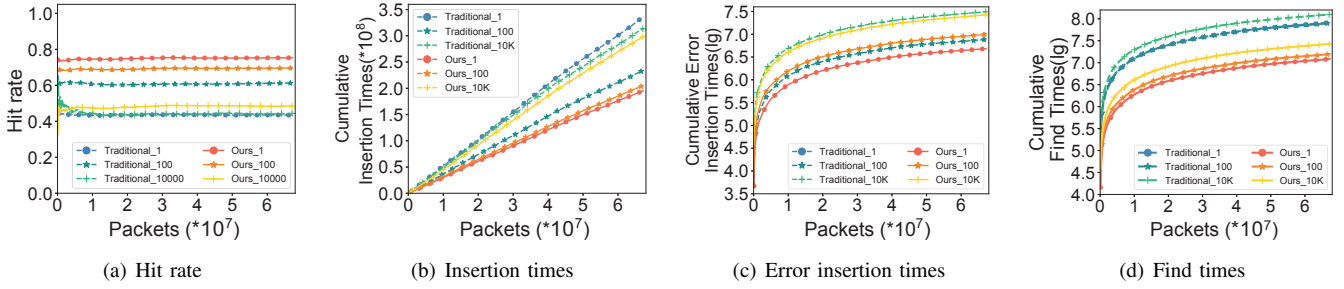 Hit rate
1.0
0.8
0.6
0.4
0.2
0.0
Traditional_1
Traditional_100
Traditional_10000
Ours_1
Ours_100
Ours_10000
0 1 2 3 4 5 6
Packets (*10^7)
(a) Hit rate
Cumulative
Insertion Times(*10^8)
3.5
3.0
2.5
2.0
1.5
1.0
0.5
0.0
Traditional_1
Traditional_100
Traditional_10K
Ours_1
Ours_100
Ours_10K
0 1 2 3 4 5 6
Packets (*10^7)
(b) Insertion times
Cumulative Error
Insertion Times(lg)
7.5
7.0
6.5
6.0
5.5
5.0
4.5
4.0
3.5
Traditional_1
Traditional_100
Traditional_10K
Ours_1
Ours_100
Ours_10K
0 1 2 3 4 5 6
Packets (*10^7)
(c) Error insertion times
Cumulative
Find Times(lg)
8.0
7.5
7.0
6.5
6.0
5.5
5.0
4.5
4.0
Traditional_1
Traditional_100
Traditional_10K
Ours_1
Ours_100
Ours_10K
0 1 2 3 4 5 6
Packets (*10^7)
(d) Find times